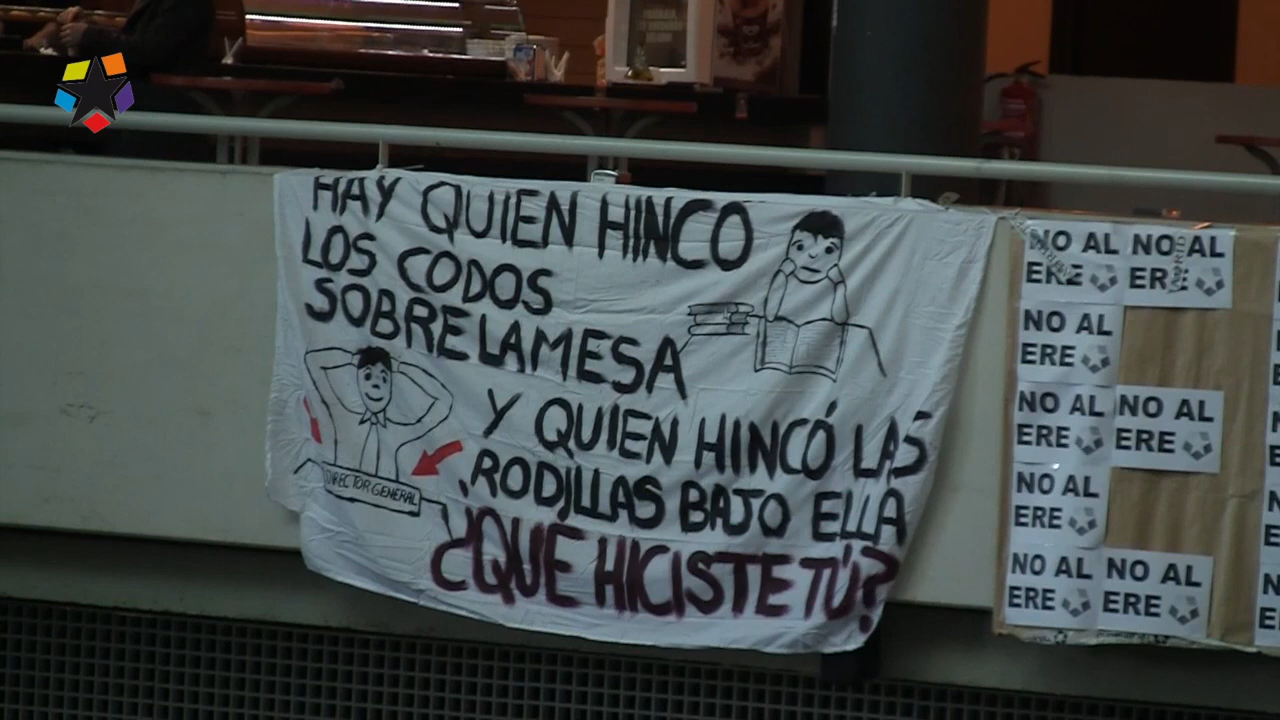 HAY QUIEN HINCO
LOS CODOS
SOBRE LA MESA
Y QUIEN HINCÓ LAS
RODILLAS BAJO ELLA
¿QUE HICISTE TÚ?
DIRECTOR GENERAL
NO AL
ERE
NO AL
ERE
NO AL
ERE
NO AL
ERE
NO AL
ERE
NO AL
ERE
NO AL
ERE
NO AL
ERE